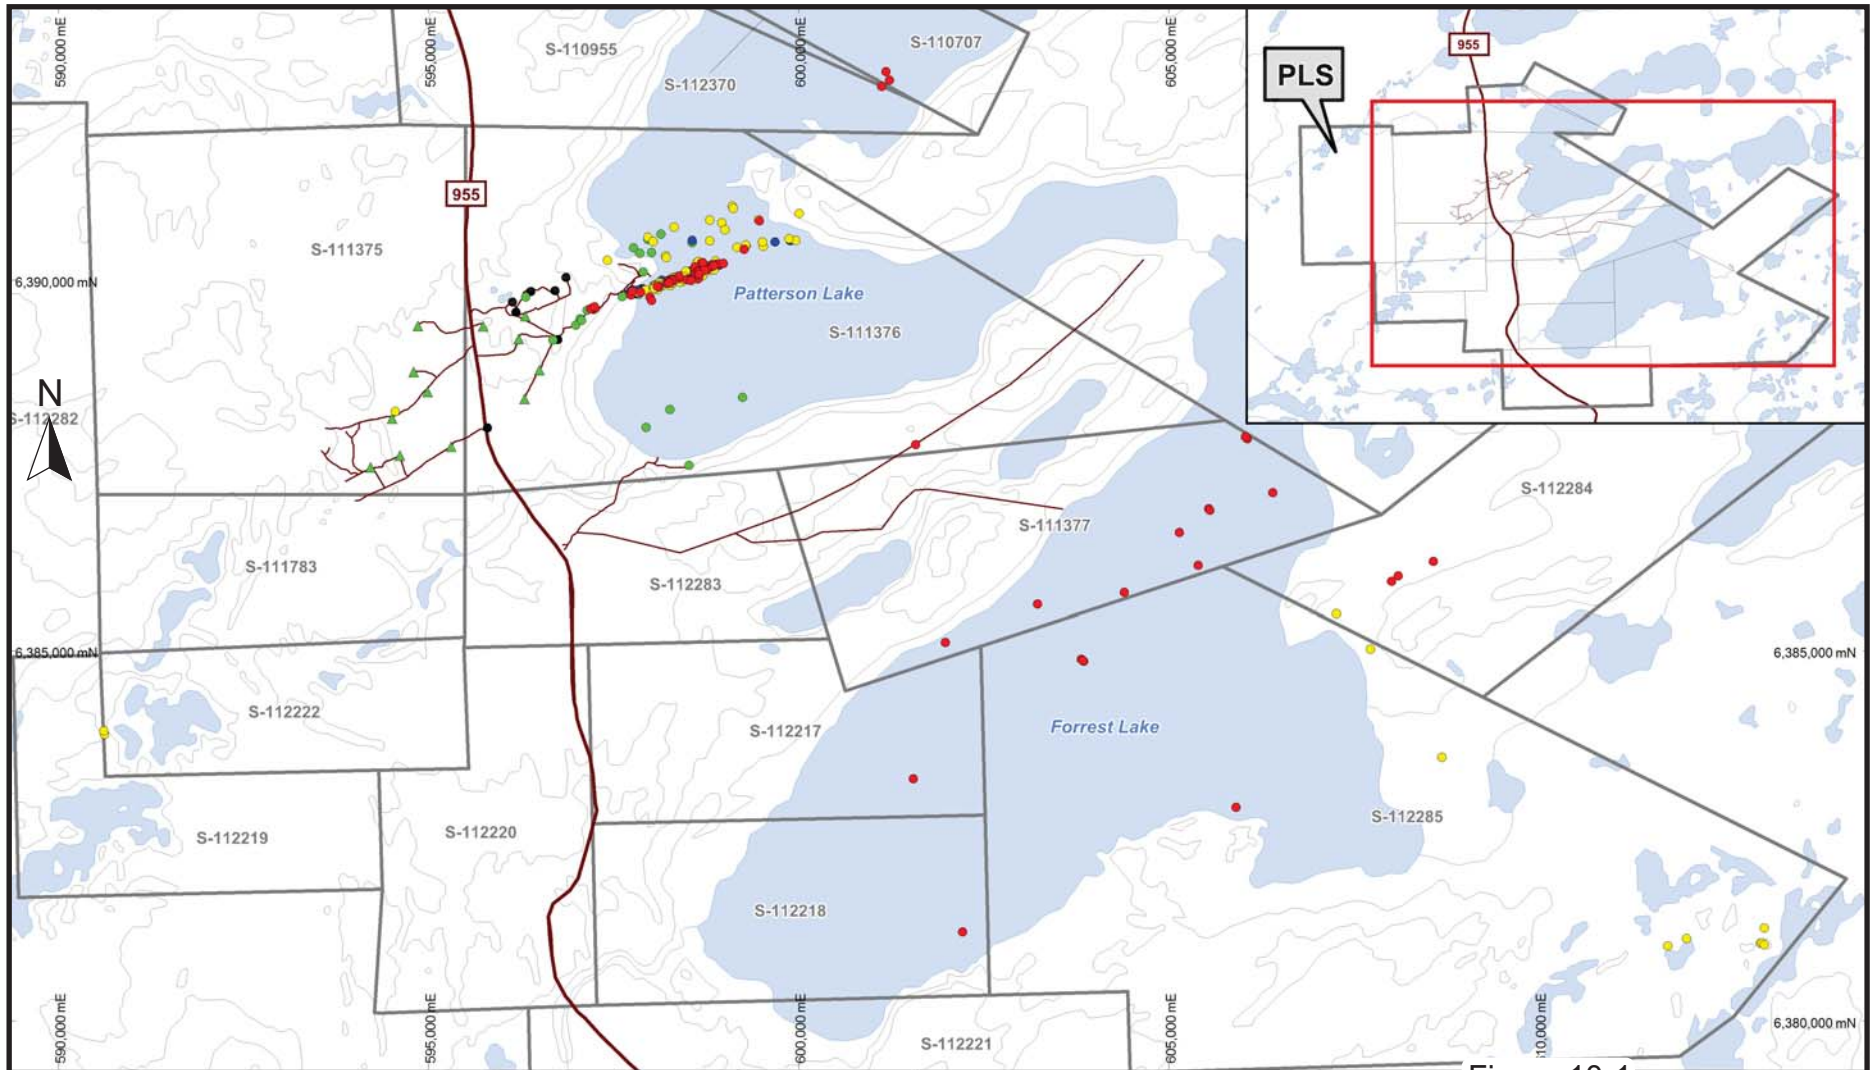 590,000 mE
595,000 mE
600,000 mE
605,000 mE
S-110955
S-110707
S-112370
955
PLS
955
S-111375
6,390,000 mN
Patterson Lake
S-111376
N
S-112282
S-112284
S-111377
S-111783
S-112283
6,385,000 mN
6,385,000 mN
S-112222
S-112217
Forrest Lake
S-112219
S-112220
S-112285
S-112218
590,000 mE
595,000 mE
600,000 mE
605,000 mE
610,000 mE
6,380,000 mN
S-112221